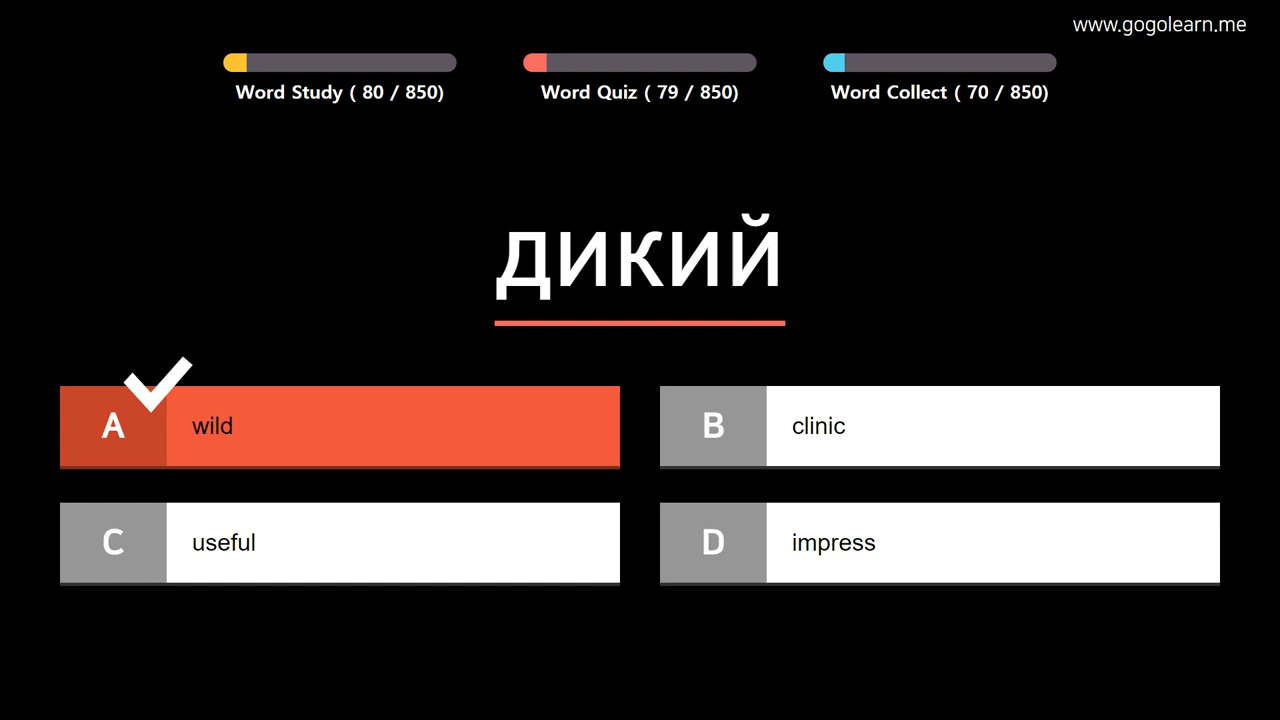 www.gogolearn.me
Word Study ( 80 / 850)
Word Quiz ( 79 / 850)
Word Collect ( 70 / 850)
дикий
A wild
B clinic
C useful
D impress